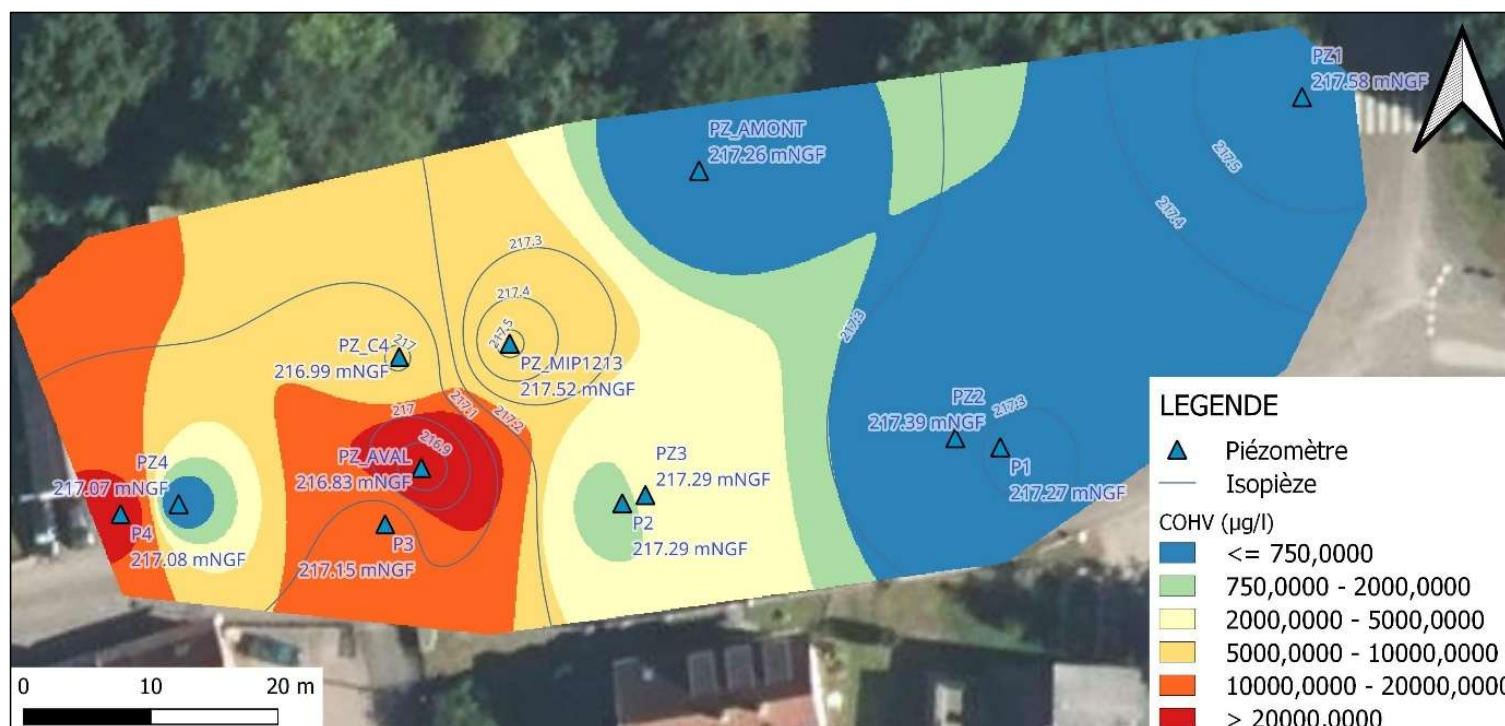 PZ1
217.58 mNGF
PZ_AMONT
217.26 mNGF
217.5
217.4
217.3
217.4
217.5
217.3
PZ_C4
217
216.99 mNGF
PZ_MIP1213
217.52 mNGF
217
217.1
217.2
216.9
PZ_AVAL
216.83 mNGF
PZ2
217.39 mNGF
217.3
P1
217.27 mNGF
PZ3
217.29 mNGF
P2
217.29 mNGF
PZ4
217.07 mNGF
P4
217.08 mNGF
P3
217.15 mNGF
LEGENDE
Piézomètre
Isopièze
COHV (µg/l)
<= 750,0000
750,0000 - 2000,0000
2000,0000 - 5000,0000
5000,0000 - 10000,0000
10000,0000 - 20000,0000
> 20000,0000
0 10 20 m